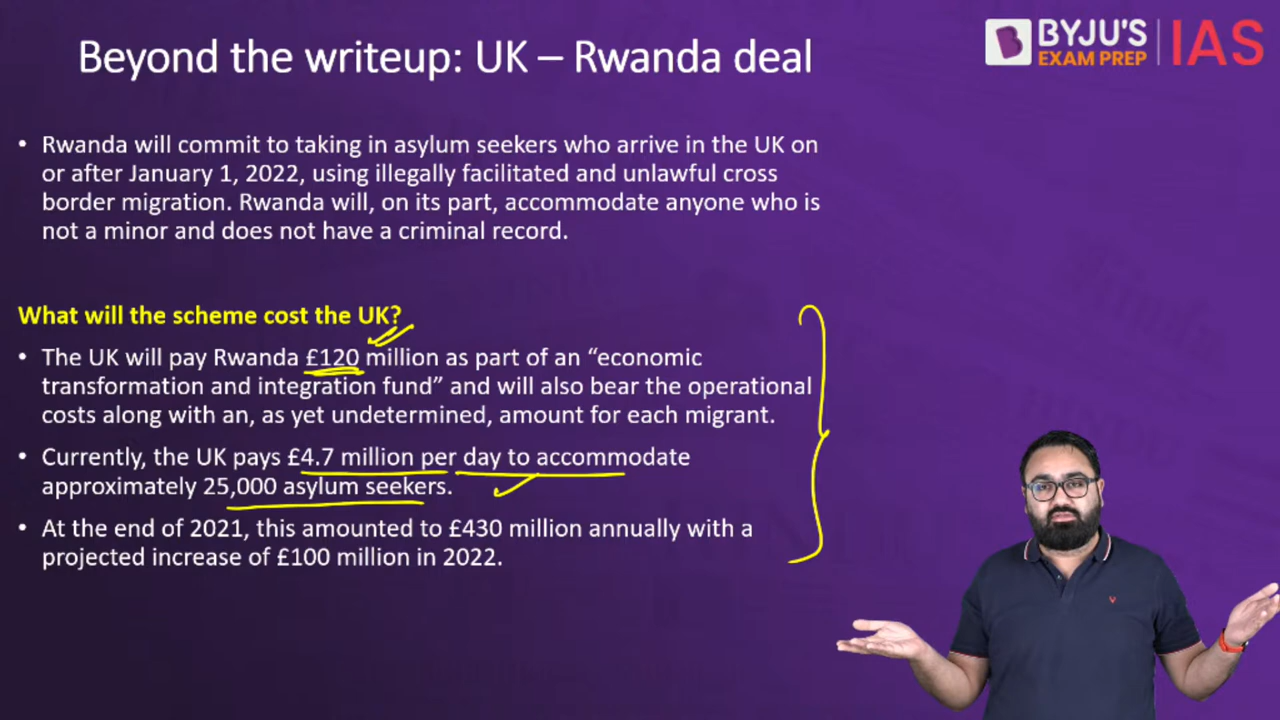 Beyond the writeup: UK – Rwanda deal
BYJU'S
EXAM PREP
IAS
• Rwanda will commit to taking in asylum seekers who arrive in the UK on
or after January 1, 2022, using illegally facilitated and unlawful cross
border migration. Rwanda will, on its part, accommodate anyone who is
not a minor and does not have a criminal record.
What will the scheme cost the UK?
• The UK will pay Rwanda £120 million as part of an “economic
transformation and integration fund” and will also bear the operational
costs along with an, as yet undetermined, amount for each migrant.
• Currently, the UK pays £4.7 million per day to accommodate
approximately 25,000 asylum seekers.
• At the end of 2021, this amounted to £430 million annually with a
projected increase of £100 million in 2022.